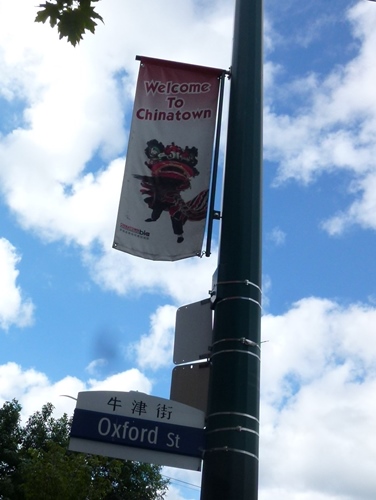 Welcome
To
Chinatown
牛津街
Oxford St